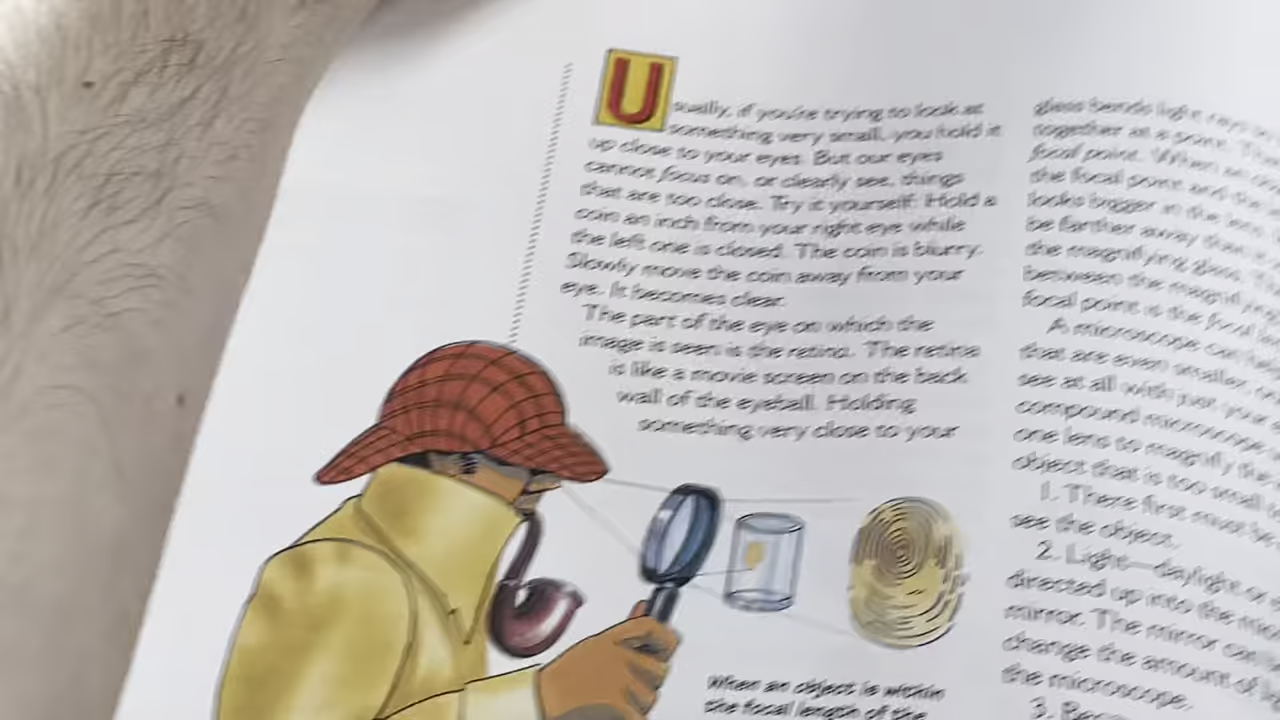 Usually, if you're trying to look at
something very small, you hold it
up close to your eyes. But our eyes
cannot focus on, or clearly see, things
that are too close. Try it yourself: Hold a
coin an inch from your right eye while
the left one is closed. The coin is blurry.
Slowly move the coin away from your
eye. It becomes clear.
The part of the eye on which the
image is seen is the retina. The retina
is like a movie screen on the back
wall of the eyeball. Holding
something very close to your
When an object is within
the focal length of the
glass bends light rays
together at a point.
focal point. When an
the focal point and the
looks bigger in the
be farther away than
the magnifying glass.
between the magnifying
focal point is the focal
A microscope can
that are even smaller,
see at all with just your
compound microscope
one lens to magnify the
object that is too small
1. There first must be
see the object.
2. Light—daylight or
directed up into the
mirror. The mirror can
change the amount of
the microscope.
3.